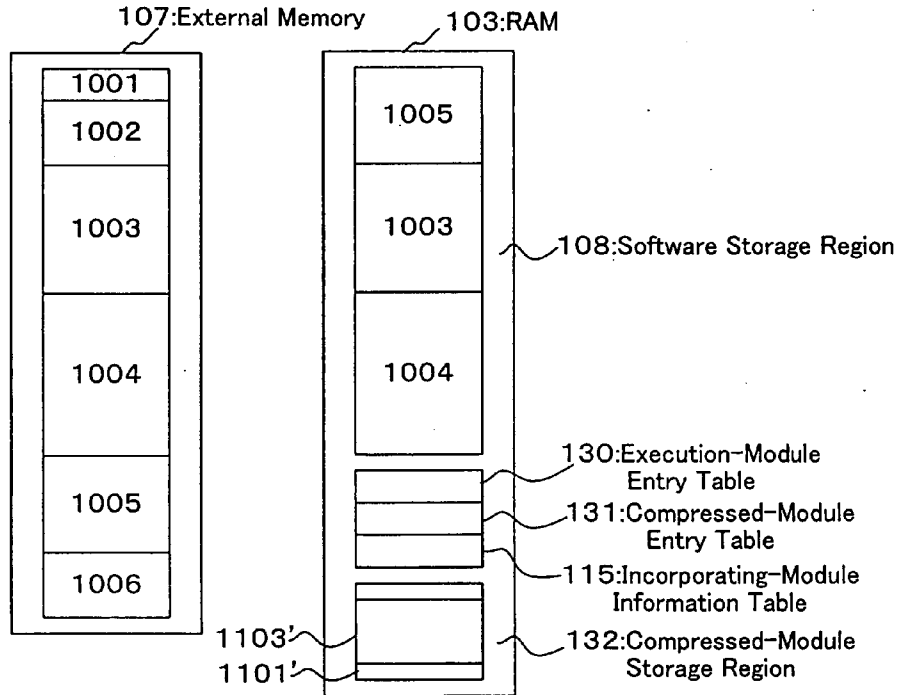 107:External Memory
1001
1002
1003
1004
1005
1006
103:RAM
1005
1003
1004
108:Software Storage Region
130:Execution-Module
Entry Table
131:Compressed-Module
Entry Table
115:Incorporating-Module
Information Table
1103'
1101'
132:Compressed-Module
Storage Region